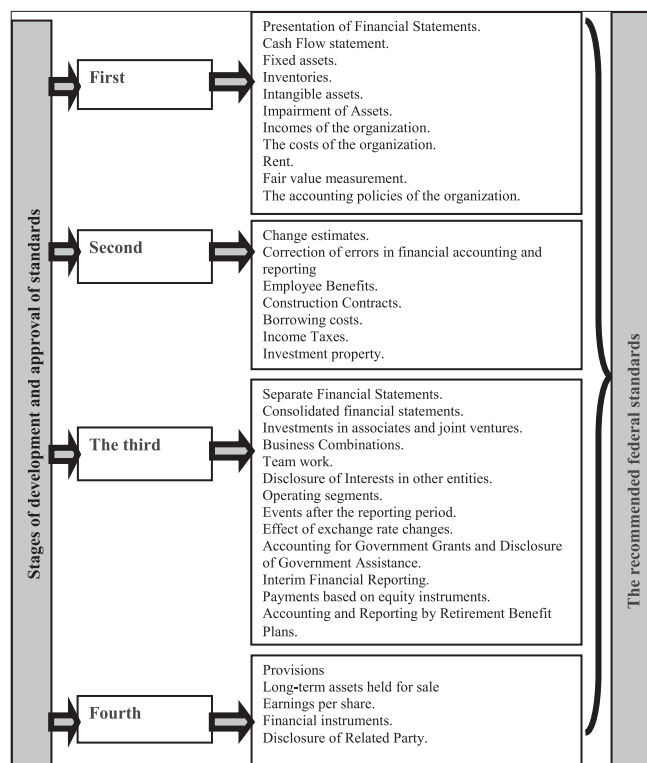 Stages of development and approval of standards
First
Presentation of Financial Statements.
Cash Flow statement.
Fixed assets.
Inventories.
Intangible assets.
Impairment of Assets.
Incomes of the organization.
The costs of the organization.
Rent.
Fair value measurement.
The accounting policies of the organization.
Second
Change estimates.
Correction of errors in financial accounting and
reporting
Employee Benefits.
Construction Contracts.
Borrowing costs.
Income Taxes.
Investment property.
The third
Separate Financial Statements.
Consolidated financial statements.
Investments in associates and joint ventures.
Business Combinations.
Team work.
Disclosure of Interests in other entities.
Operating segments.
Events after the reporting period.
Effect of exchange rate changes.
Accounting for Government Grants and Disclosure
of Government Assistance.
Interim Financial Reporting.
Payments based on equity instruments.
Accounting and Reporting by Retirement Benefit
Plans.
Fourth
Provisions
Long-term assets held for sale
Earnings per share.
Financial instruments.
Disclosure of Related Party.
The recommended federal standards